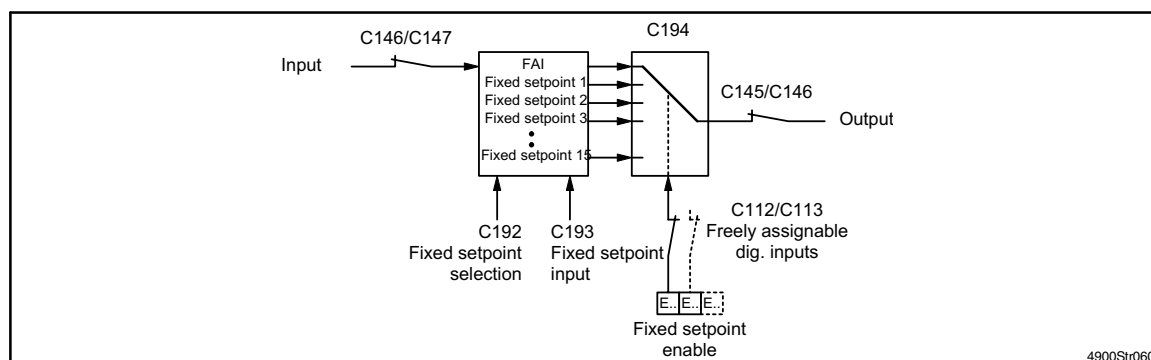 C146/C147
C194
Input
FAI
Fixed setpoint 1
Fixed setpoint 2
Fixed setpoint 3
Fixed setpoint 15
C145/C146
Output
C192
Fixed setpoint
selection
C193
Fixed setpoint
input
C112/C113
Freely assignable
dig. inputs
E.. E.. E..
Fixed setpoint
enable
4900Str060